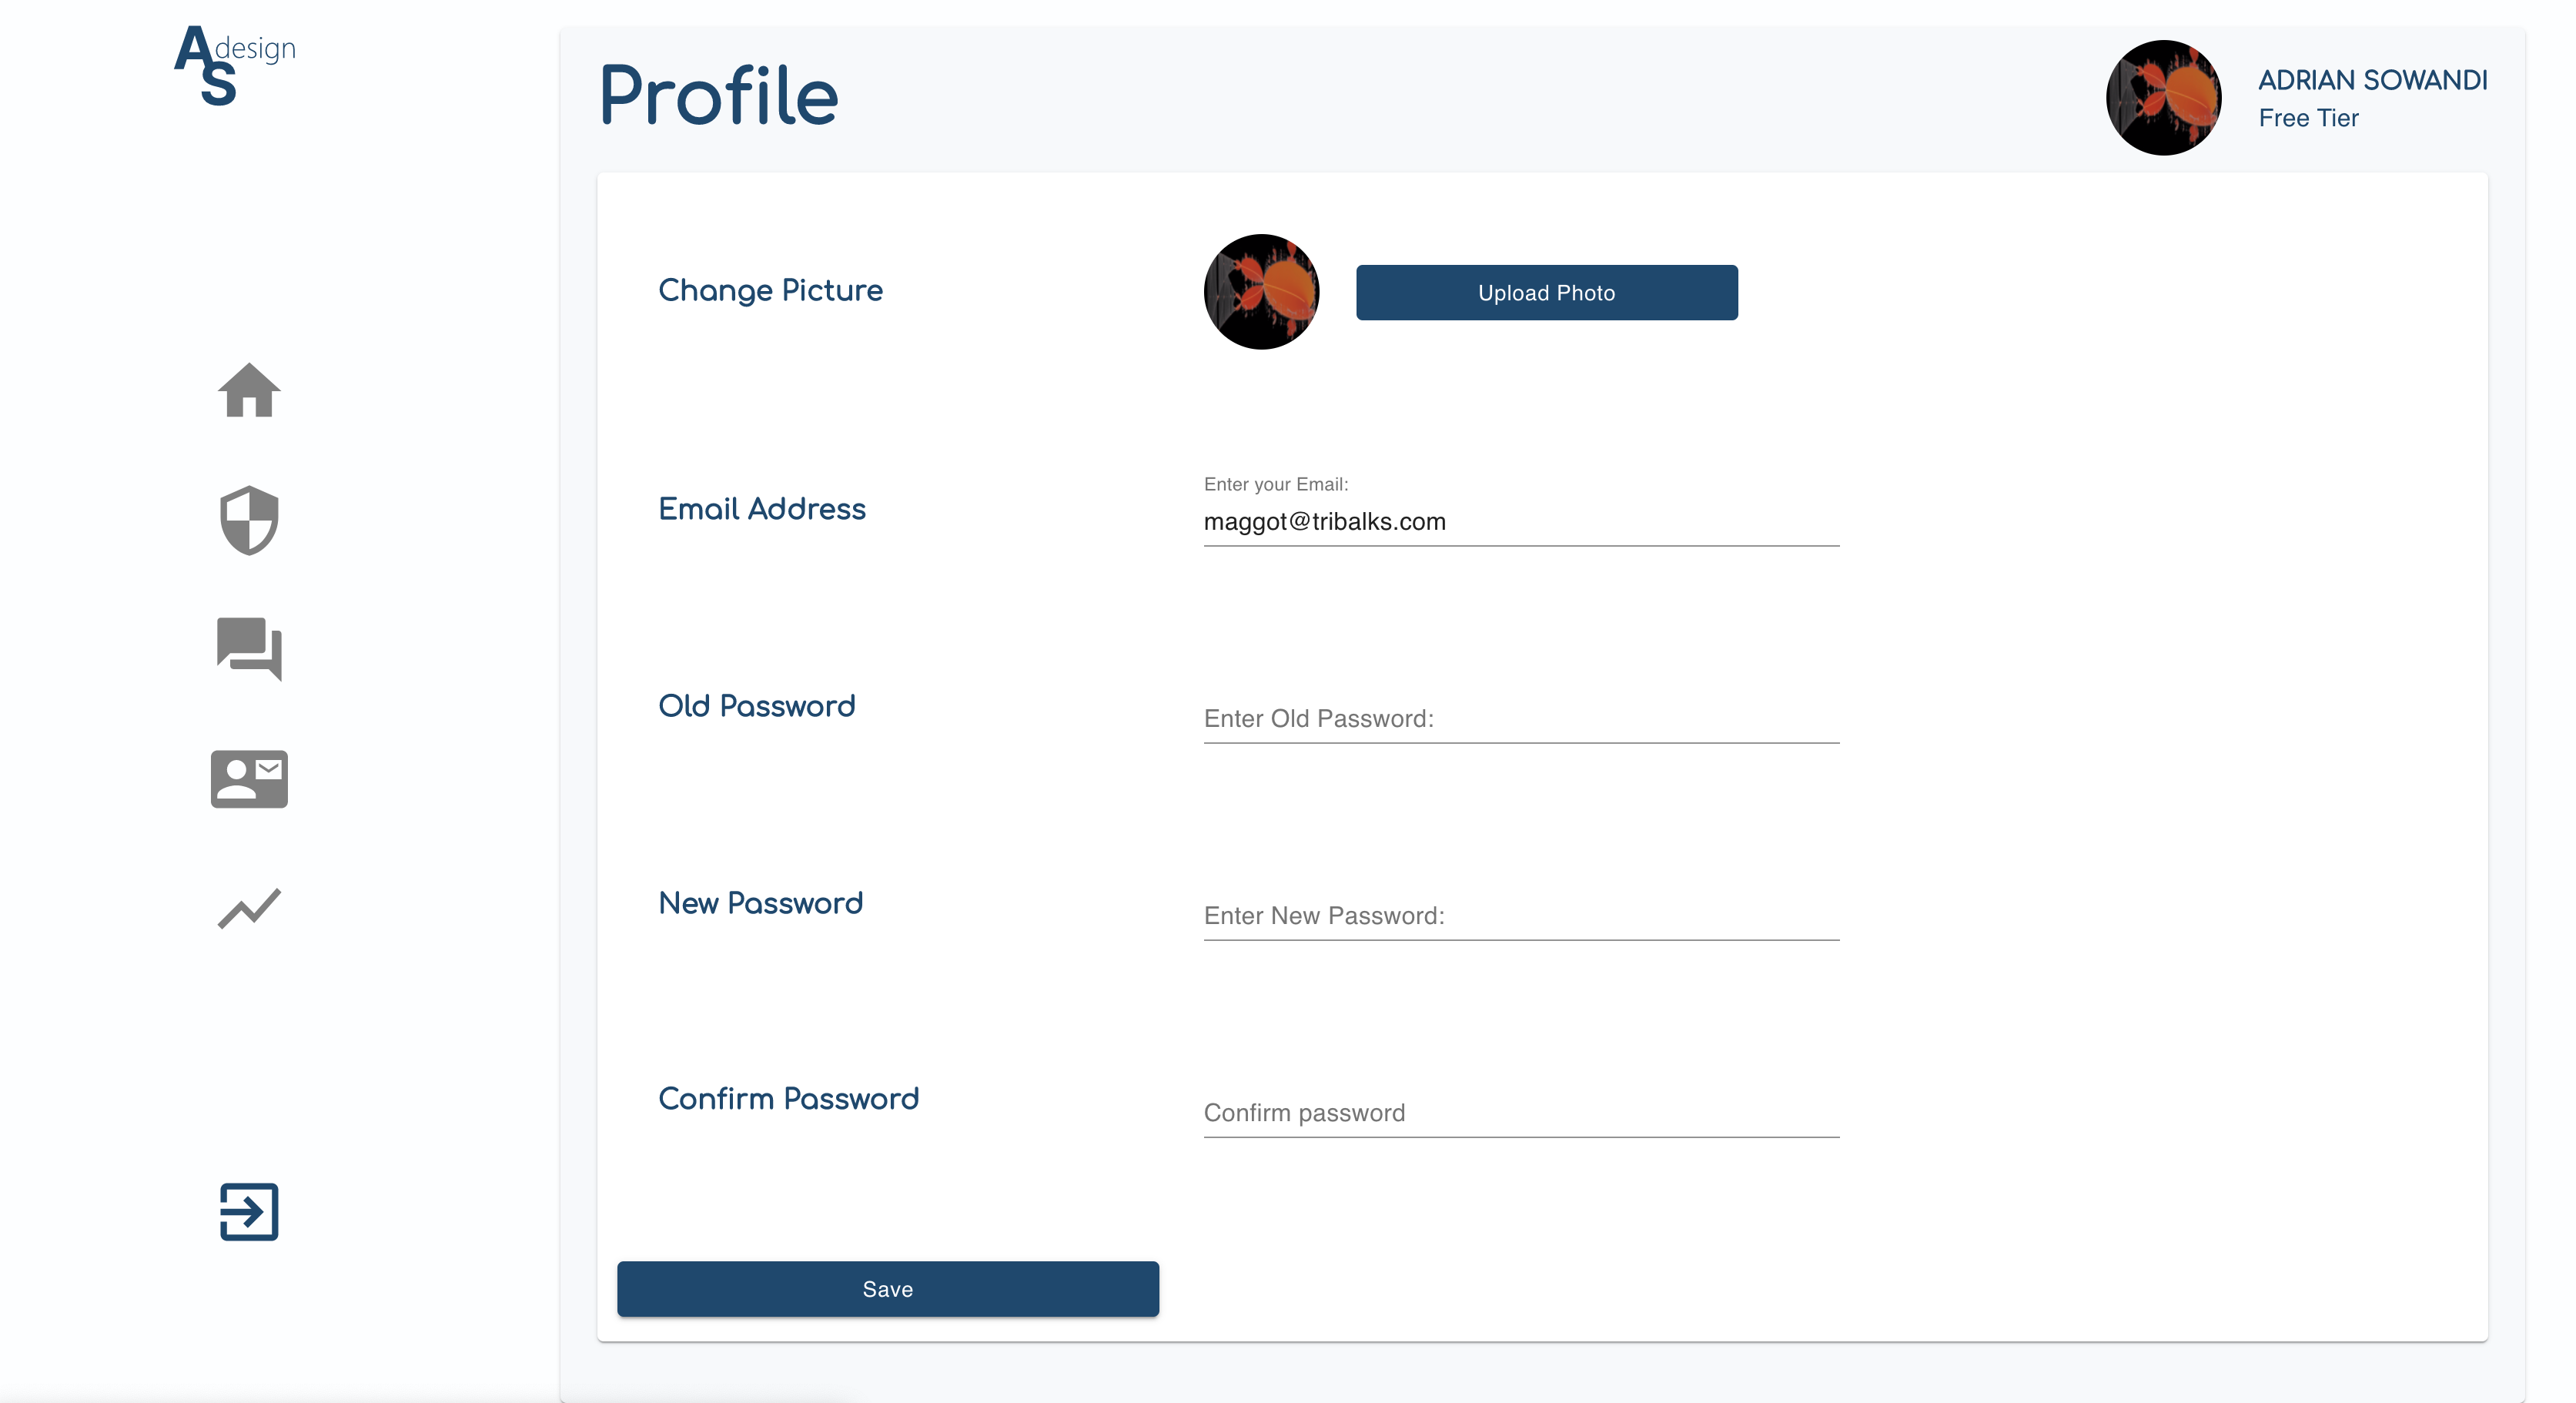 A design
S
Profile
ADRIAN SOWANDI
Free Tier
Change Picture
Upload Photo
Email Address
Enter your Email:
maggot@tribalks.com
Old Password
Enter Old Password:
New Password
Enter New Password:
Confirm Password
Confirm password
Save